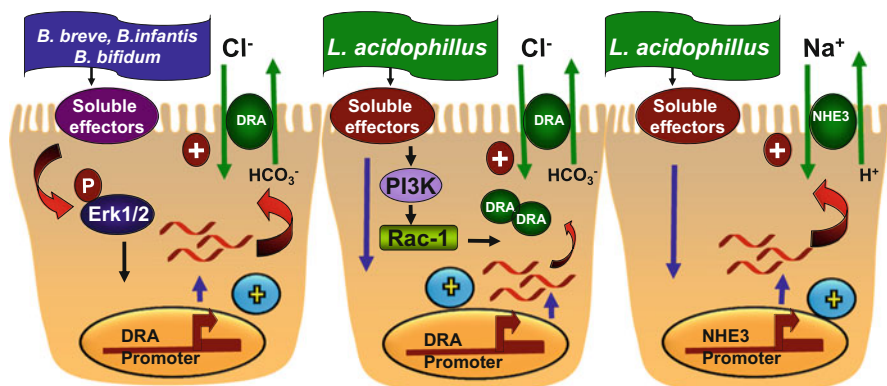 B. breve, B.infantis
B. bifidum
Cl-
Soluble
effectors
DRA
+
HCO3-
P
Erk1/2
+
DRA
Promoter
L. acidophillus
Cl-
Soluble
effectors
DRA
+
HCO3-
PI3K
DRA
DRA
Rac-1
+
DRA
Promoter
L. acidophillus
Na+
Soluble
effectors
NHE3
+
H+
+
NHE3
Promoter